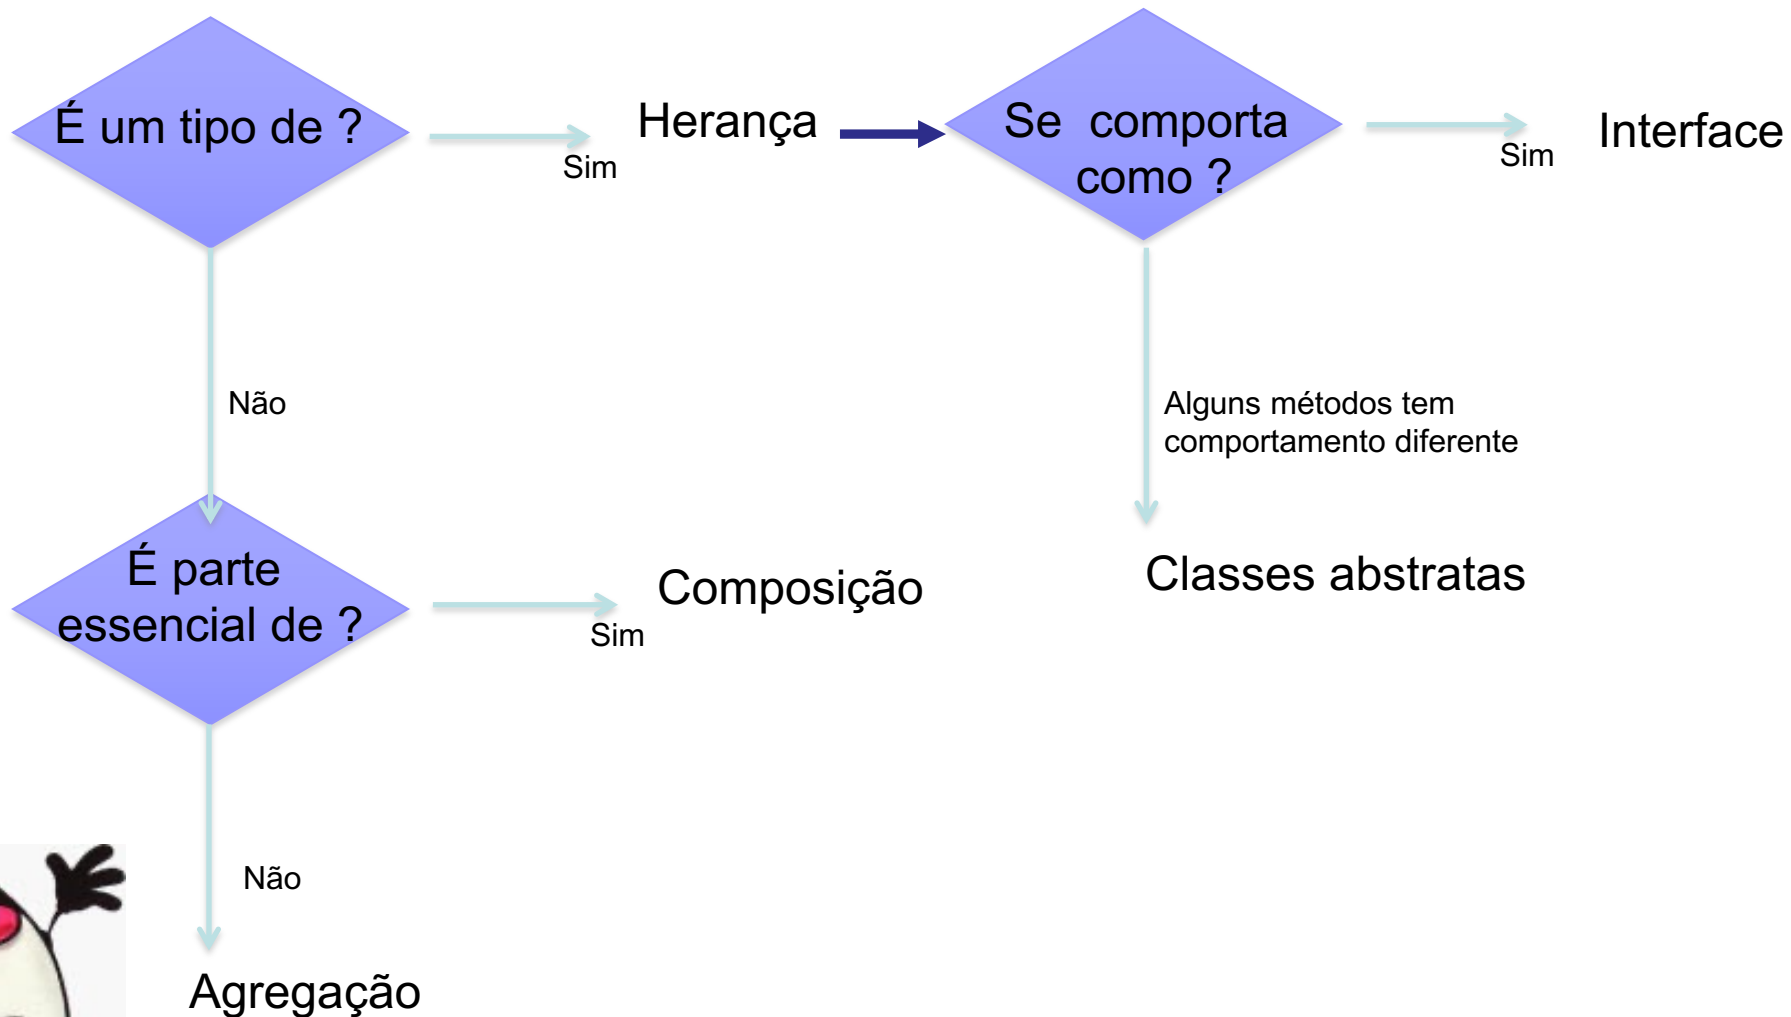 É um tipo de ?
Sim
Herança
Se  comporta
como ?
Sim
Interface
Não
Alguns métodos tem
comportamento diferente
É parte
essencial de ?
Sim
Composição
Classes abstratas
Não
Agregação